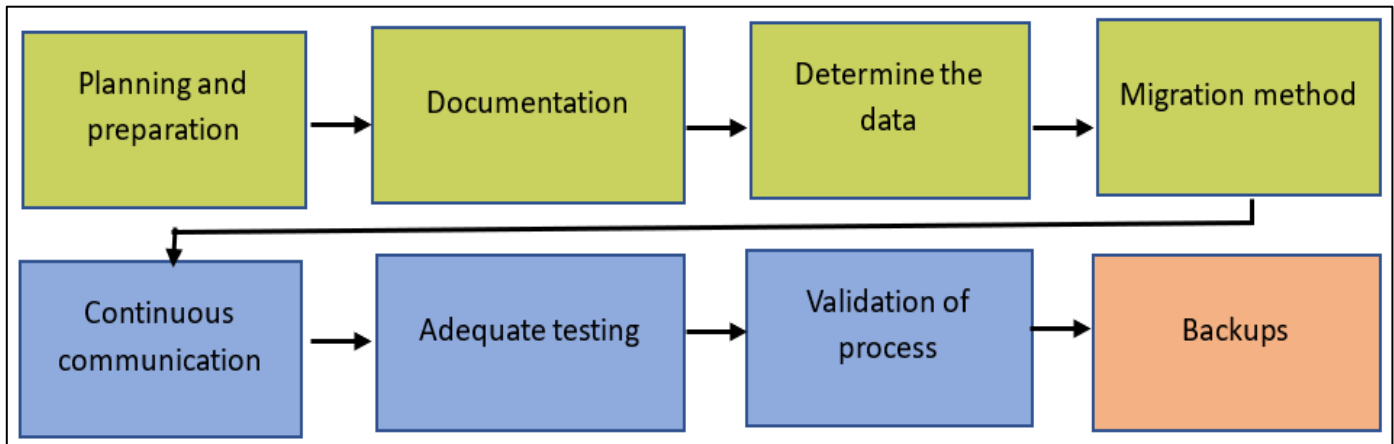 Planning and
preparation
Documentation
Determine the
data
Migration method
Continuous
communication
Adequate testing
Validation of
process
Backups